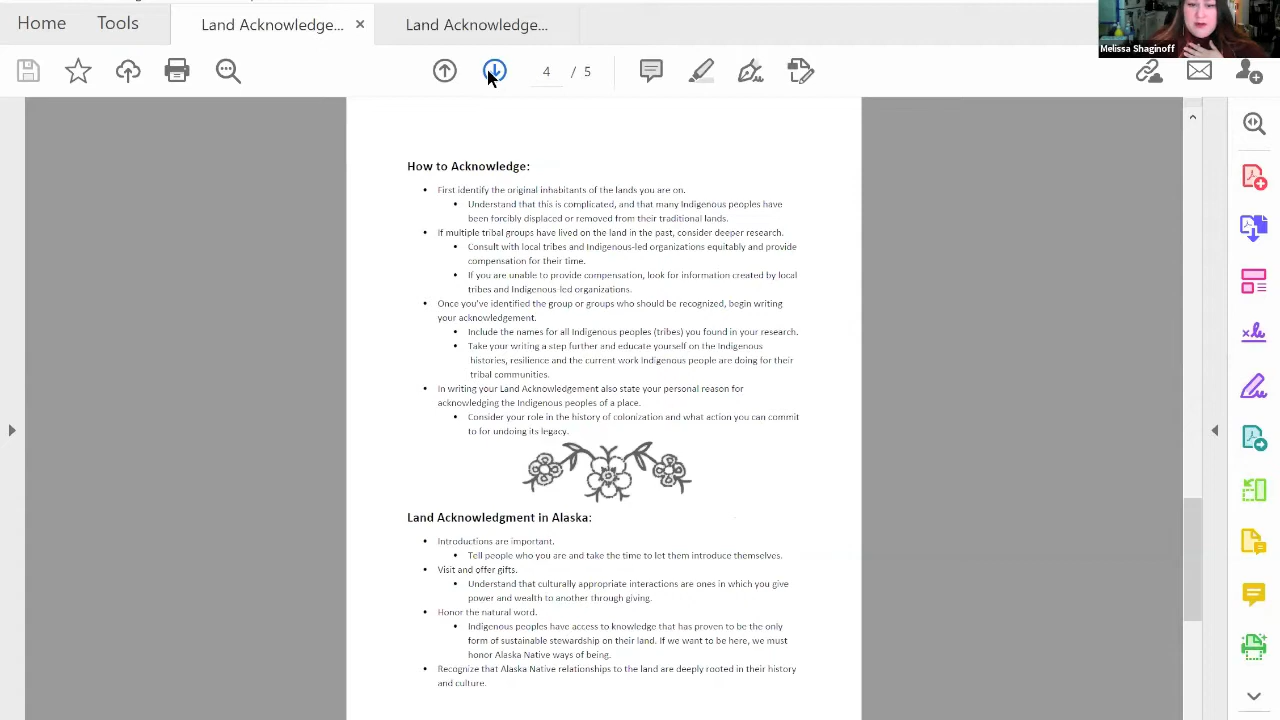 Home
Tools
Land Acknowledge...
Land Acknowledge...
Melissa Shaginoff
4 / 5
How to Acknowledge:
• First identify the original inhabitants of the lands you are on.
• Understand that this is complicated, and that many Indigenous peoples have
been forcibly displaced or removed from their traditional lands.
• If multiple tribal groups have lived on the land in the past, consider deeper research.
• Consult with local tribes and Indigenous-led organizations equitably and provide
compensation for their time.
• If you are unable to provide compensation, look for information created by local
tribes and Indigenous-led organizations.
• Once you've identified the group or groups who should be recognized, begin writing
your acknowledgement.
• Include the names for all Indigenous peoples (tribes) you found in your research.
• Take your writing a step further and educate yourself on the Indigenous
histories, resilience and the current work Indigenous people are doing for their
tribal communities.
• In writing your Land Acknowledgement also state your personal reason for
acknowledging the Indigenous peoples of a place.
• Consider your role in the history of colonization and what action you can commit
to for undoing its legacy.
Land Acknowledgment in Alaska:
• Introductions are important.
• Tell people who you are and take the time to let them introduce themselves.
• Visit and offer gifts.
• Understand that culturally appropriate interactions are ones in which you give
power and wealth to another through giving.
• Honor the natural word.
• Indigenous peoples have access to knowledge that has proven to be the only
form of sustainable stewardship on their land. If we want to be here, we must
honor Alaska Native ways of being.
• Recognize that Alaska Native relationships to the land are deeply rooted in their history
and culture.